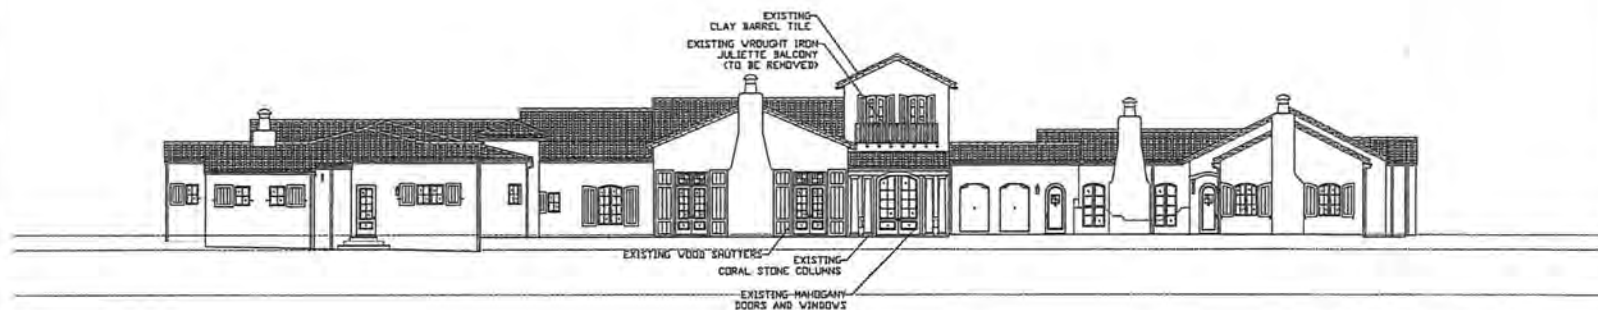 EXISTING
CLAY BARREL TILE
EXISTING WROUGHT IRON
JULIETTE BALCONY
(TO BE REMOVED)
EXISTING WOOD SHUTTERS
EXISTING
CORAL STONE COLUMNS
EXISTING MAHOGANY
DOORS AND WINDOWS